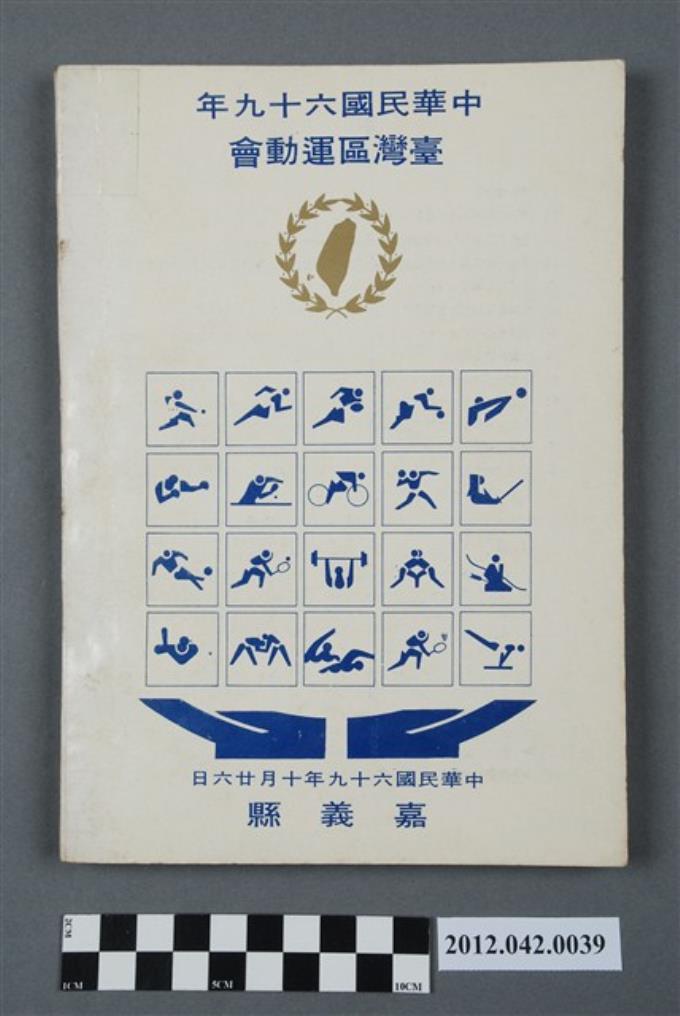 中華民國六十九年
臺灣區運動會
中華民國六十九年十月廿六日
嘉義縣
2CM
1CM
5CM
10CM
2012.042.0039